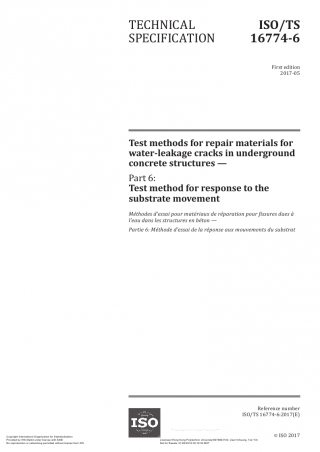 TECHNICAL
SPECIFICATION
ISO/TS
16774-6
First edition
2017-05
Test methods for repair materials for
water-leakage cracks in underground
concrete structures —
Part 6:
Test method for response to the
substrate movement
Méthodes d'essai pour matériaux de réparation pour fissures dues à
l'eau dans les structures en béton —
Partie 6: Méthode d'essai de la réponse aux mouvements du substrat
ISO
Reference number
ISO/TS 16774-6:2017(E)
© ISO 2017